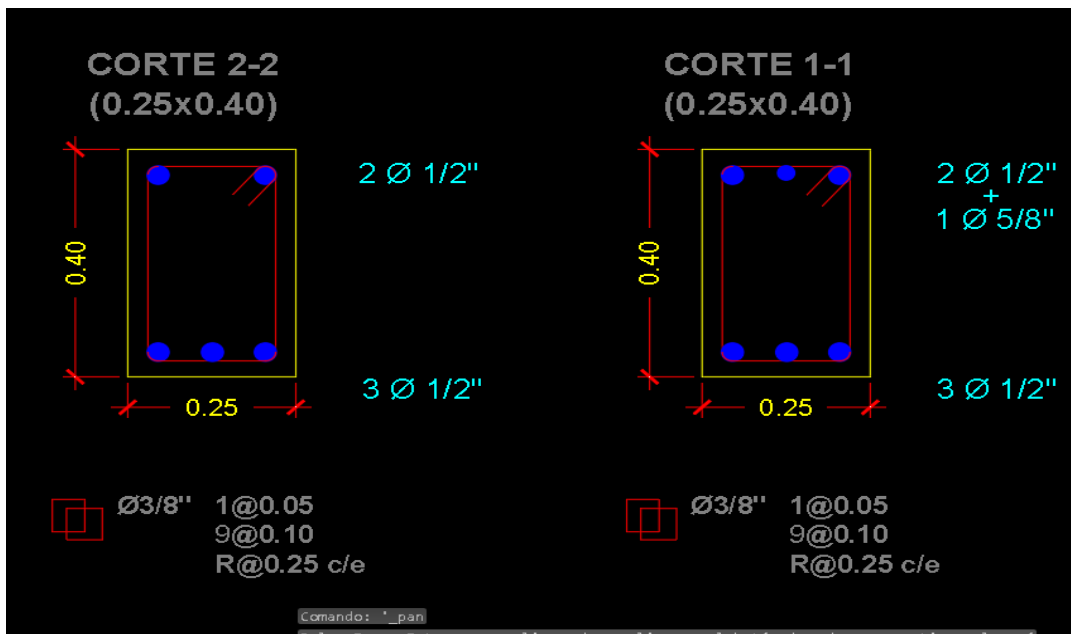 CORTE 2-2
(0.25x0.40)
2 Ø 1/2"
0.40
3 Ø 1/2"
0.25
Ø3/8" 1@0.05
9@0.10
R@0.25 c/e
CORTE 1-1
(0.25x0.40)
2 Ø 1/2"
+
1 Ø 5/8"
0.40
3 Ø 1/2"
0.25
Ø3/8" 1@0.05
9@0.10
R@0.25 c/e
Comando: '_pan